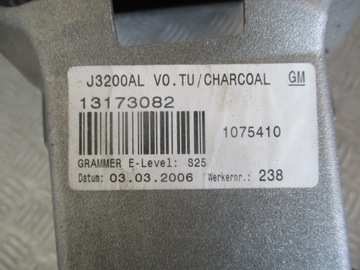 J3200AL VO.TU/CHARCOAL GM
13173082
1075410
GRAMMER E-Level: S25
Datum: 03.03.2006 Werkernr.: 238